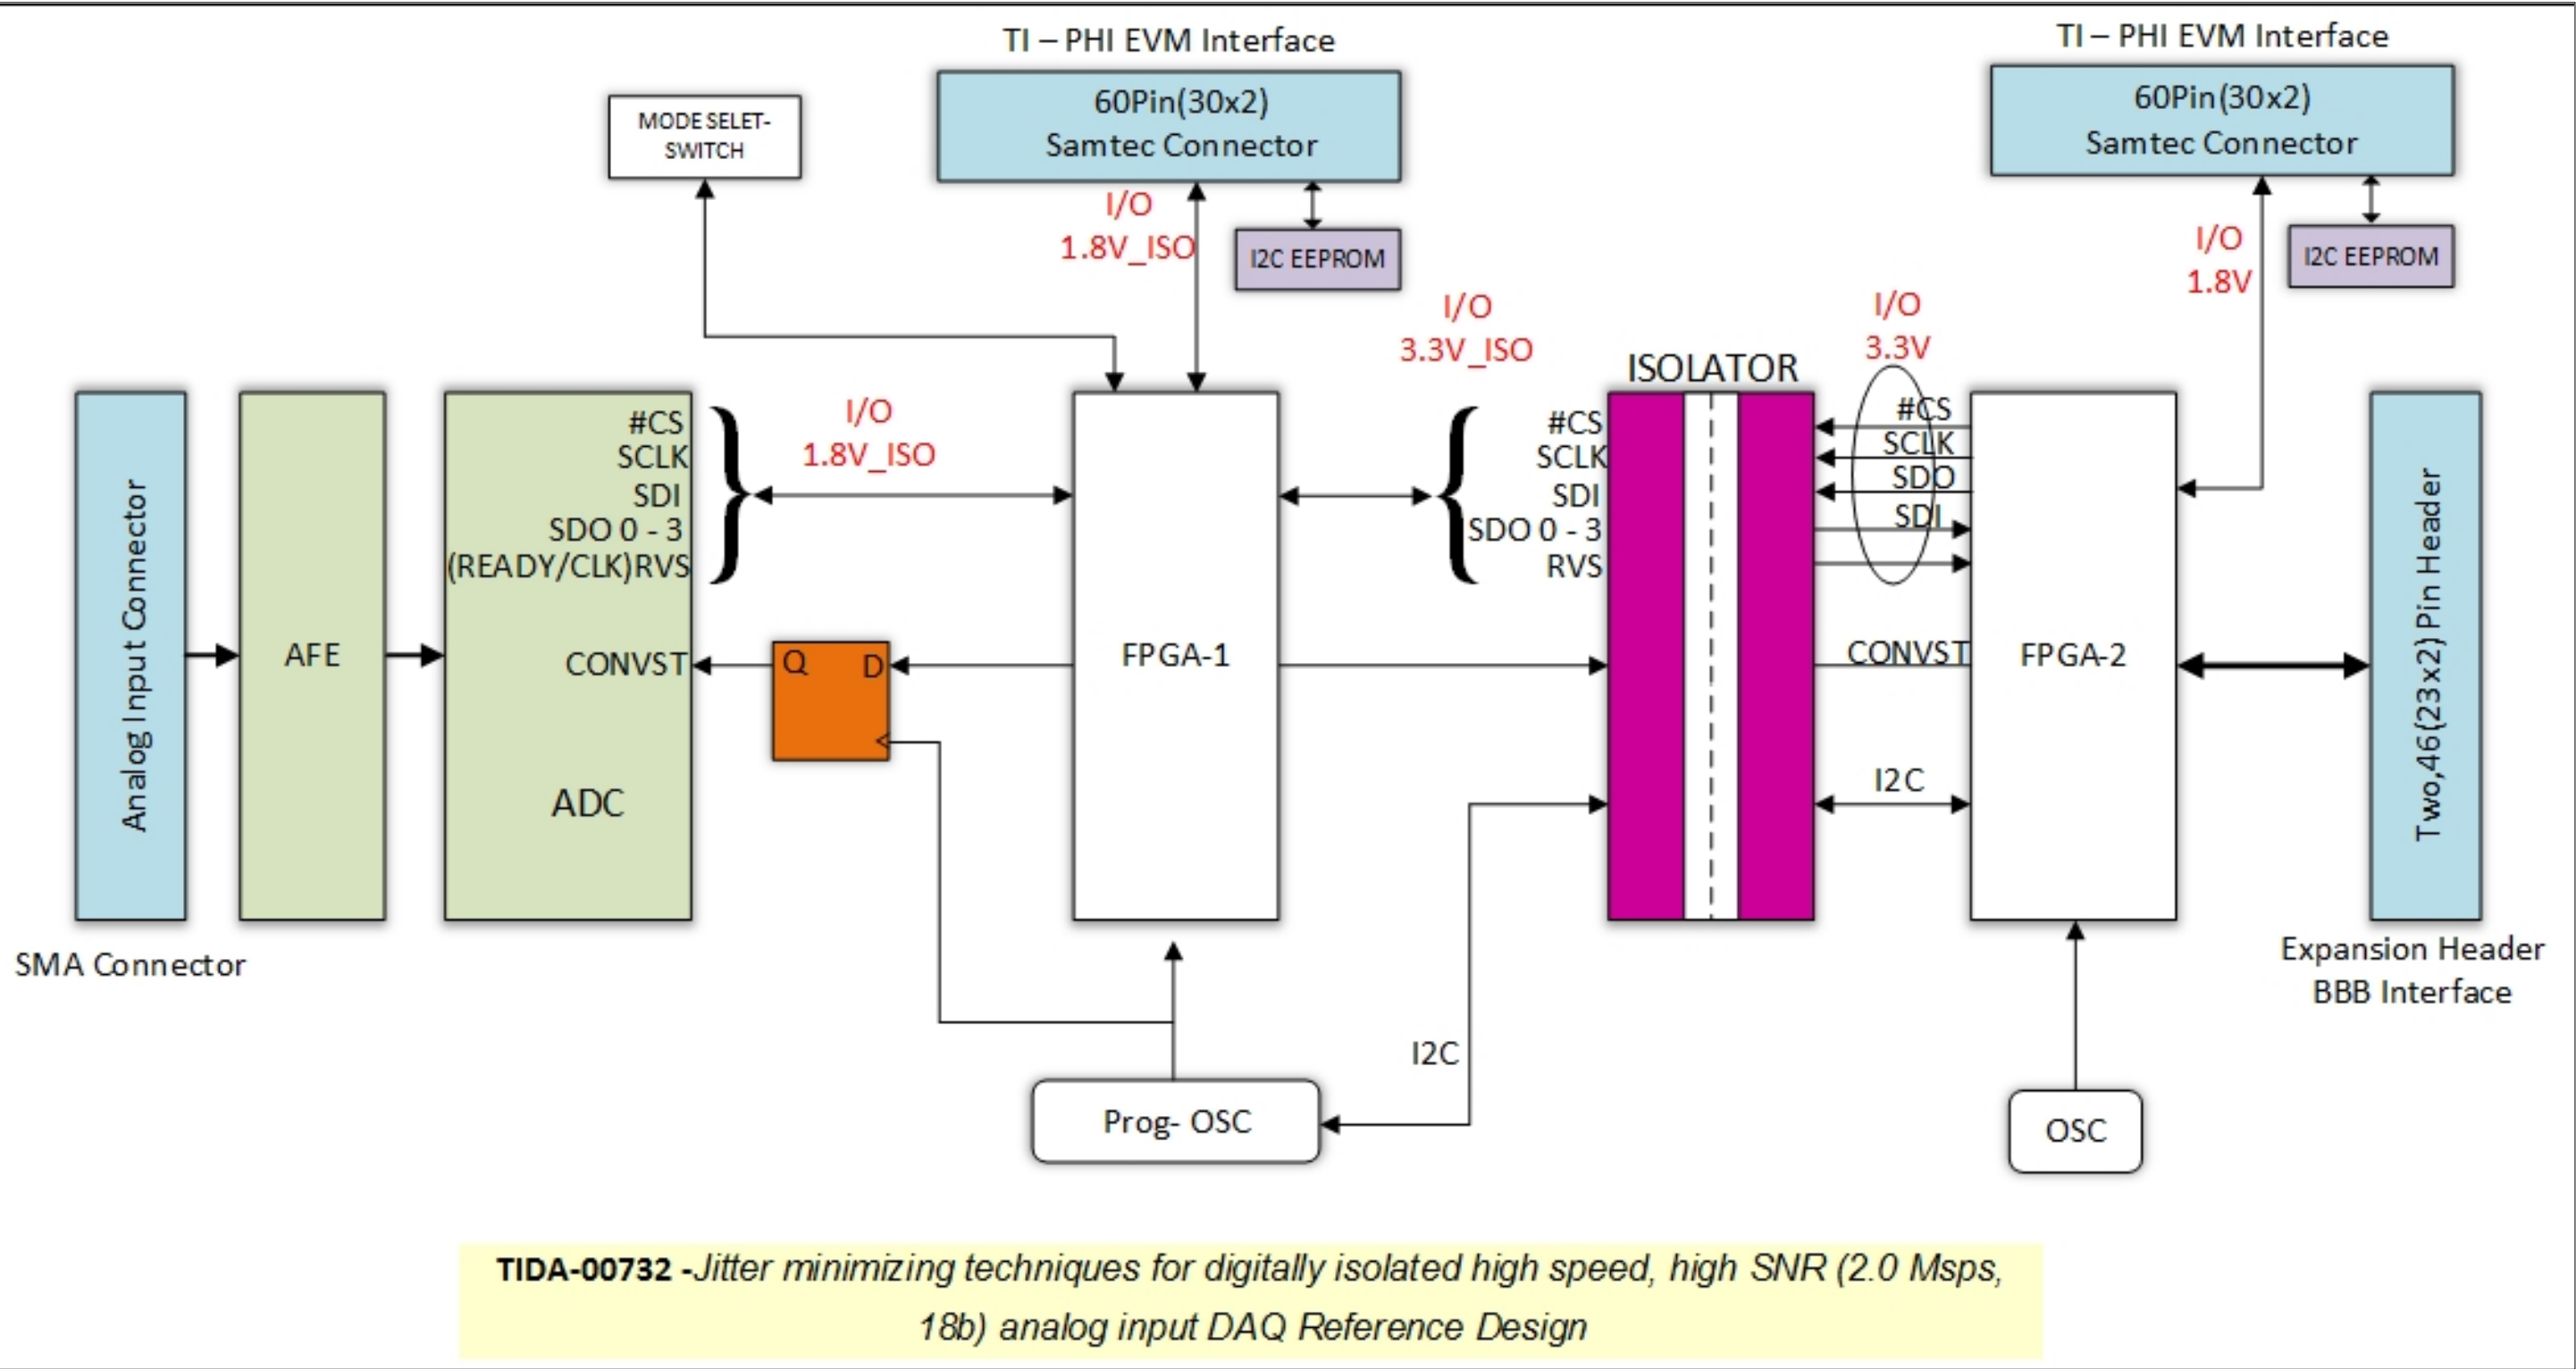 TI – PHI EVM Interface
60Pin(30x2)
Samtec Connector
I2C EEPROM
TI – PHI EVM Interface
60Pin(30x2)
Samtec Connector
I2C EEPROM
MODE SELET-
SWITCH
I/O
1.8V_ISO
I/O
1.8V
I/O
3.3V_ISO
I/O
3.3V
I/O
1.8V_ISO
Analog Input Connector
SMA Connector
AFE
#CS
SCLK
SDI
SDO 0 - 3
(READY/CLK)RVS
CONVST
ADC
Q
D
FPGA-1
ISOLATOR
#CS
SCLK
SDI
SDO 0 - 3
RVS
#CS
SCLK
SDO
SDI
CONVST
I2C
FPGA-2
Two,46(23x2) Pin Header
Expansion Header
BBB Interface
I2C
Prog- OSC
OSC
TIDA-00732 -Jitter minimizing techniques for digitally isolated high speed, high SNR (2.0 Msps,
18b) analog input DAQ Reference Design